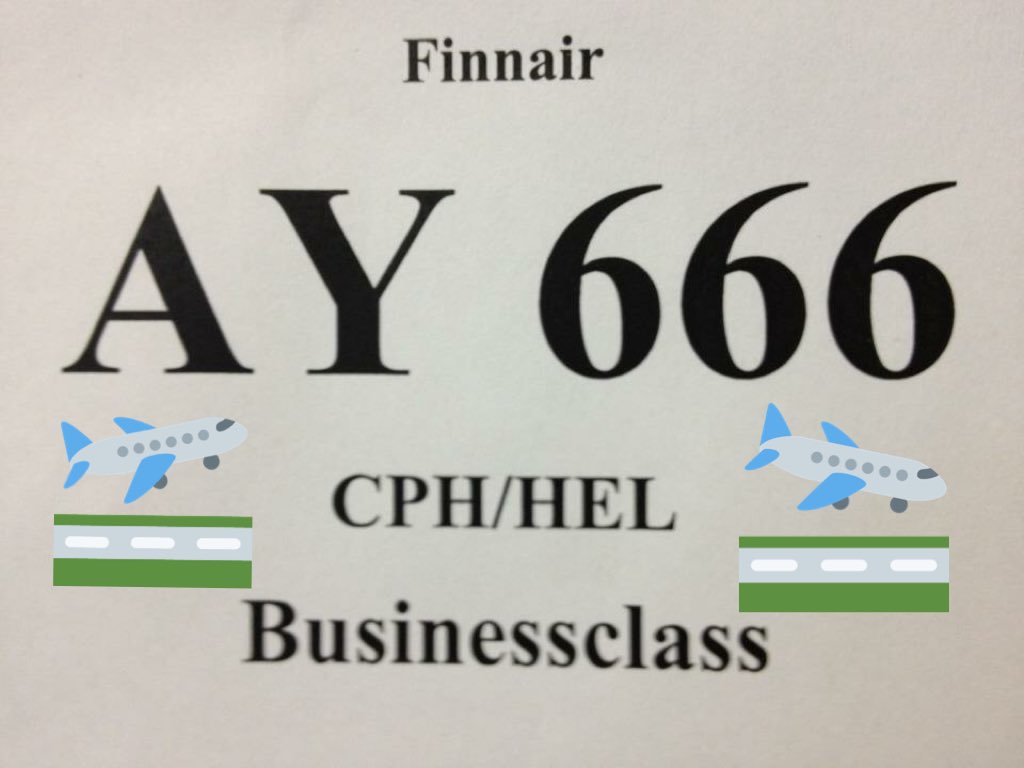 Finnair
AY 666
CPH/HEL
Businessclass